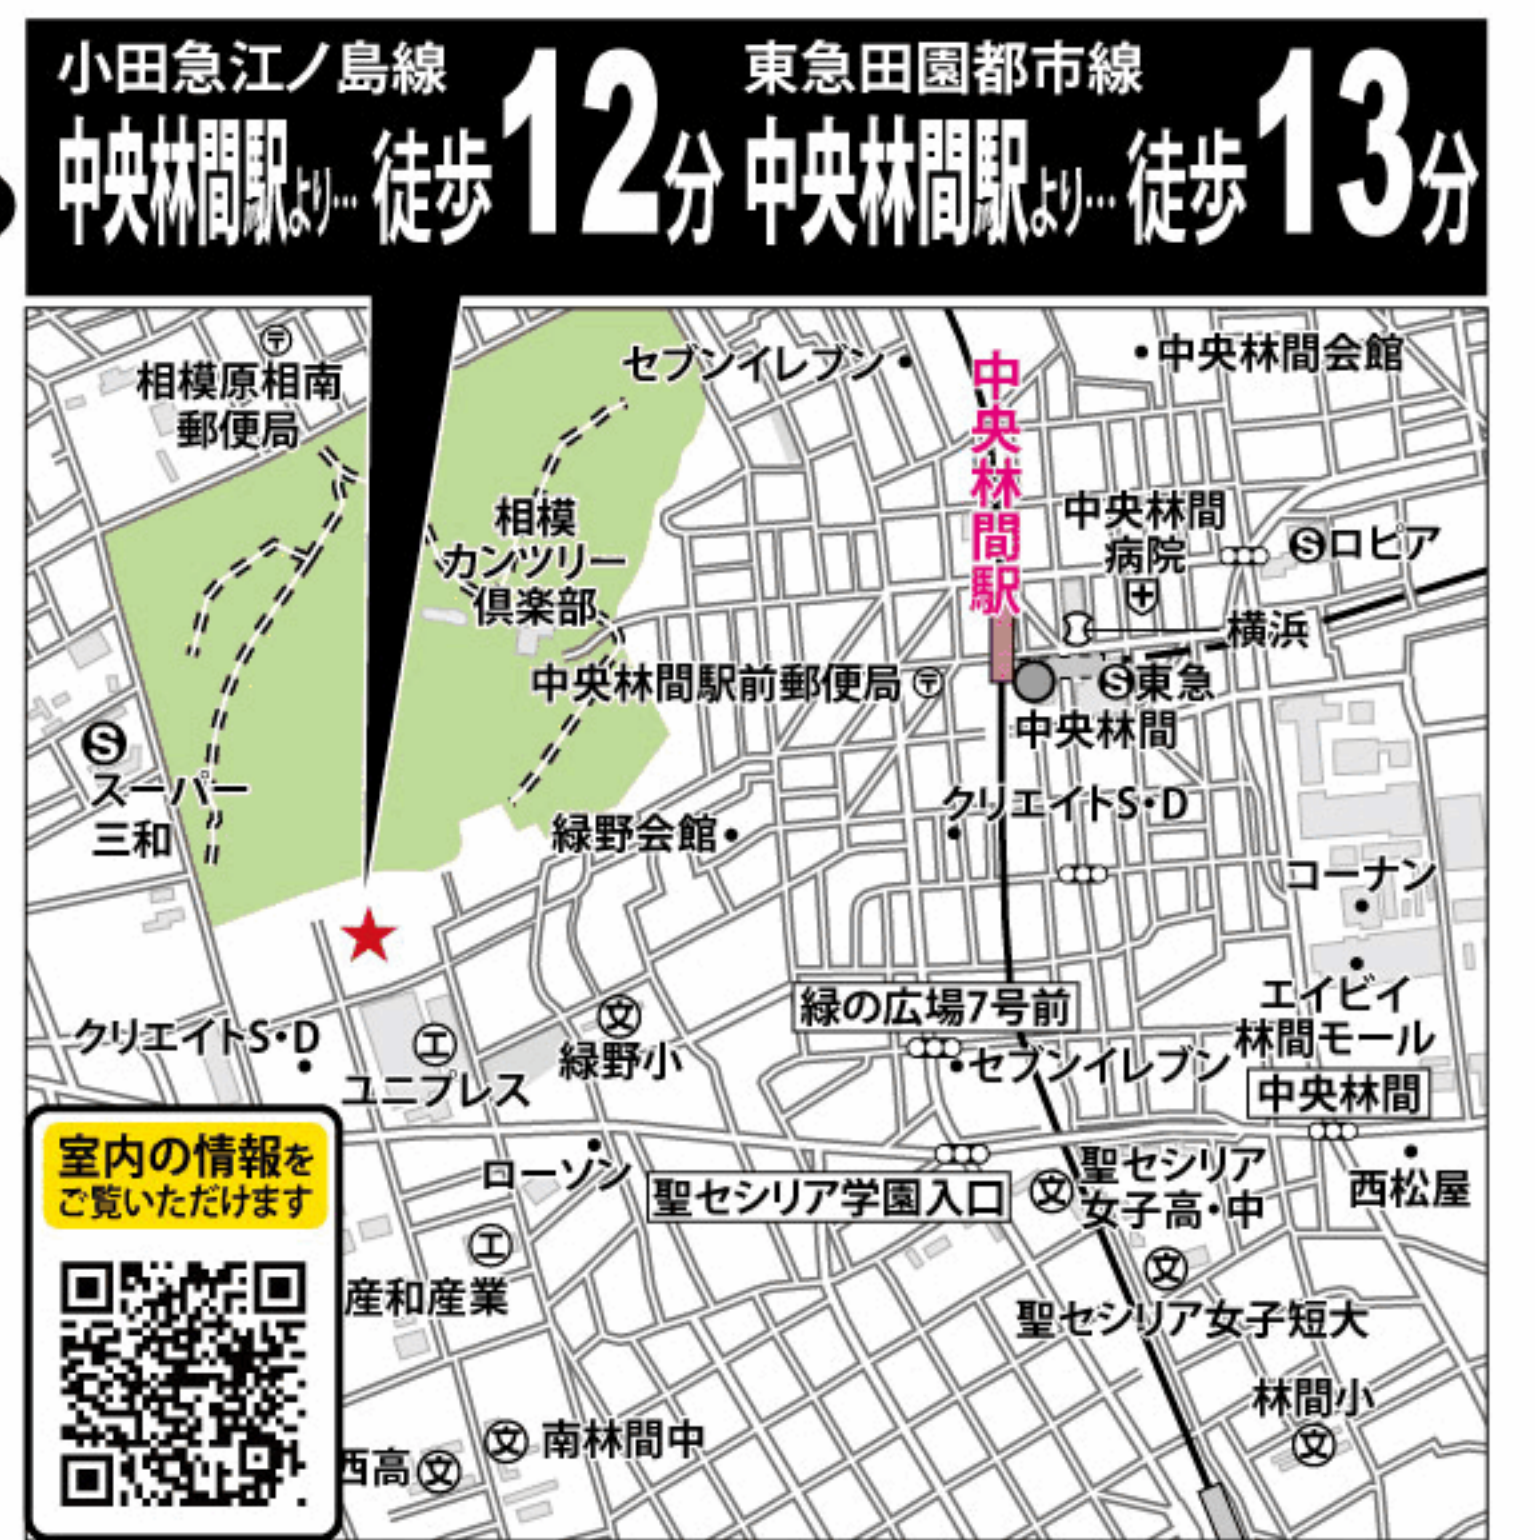 小田急江ノ島線
中央林間駅より…徒歩12分
東急田園都市線
中央林間駅より…徒歩13分
〒
相模原相南
郵便局
セブンイレブン
中央林間会館
中央林間駅
相模
カンツリー
倶楽部
中央林間
病院
Sロピア
横浜
中央林間駅前郵便局〒
S東急
中央林間
S
スーパー
三和
クリエイトS・D
緑野会館
コーナン
エイビイ
林間モール
緑の広場7号前
クリエイトS・D
工
ユニプレス
文
緑野小
セブンイレブン
中央林間
ローソン
聖セシリア学園入口
文
聖セシリア
女子高・中
西松屋
室内の情報を
ご覧いただけます
工
産和産業
文
聖セシリア女子短大
林間小
文
文 南林間中
西高 文